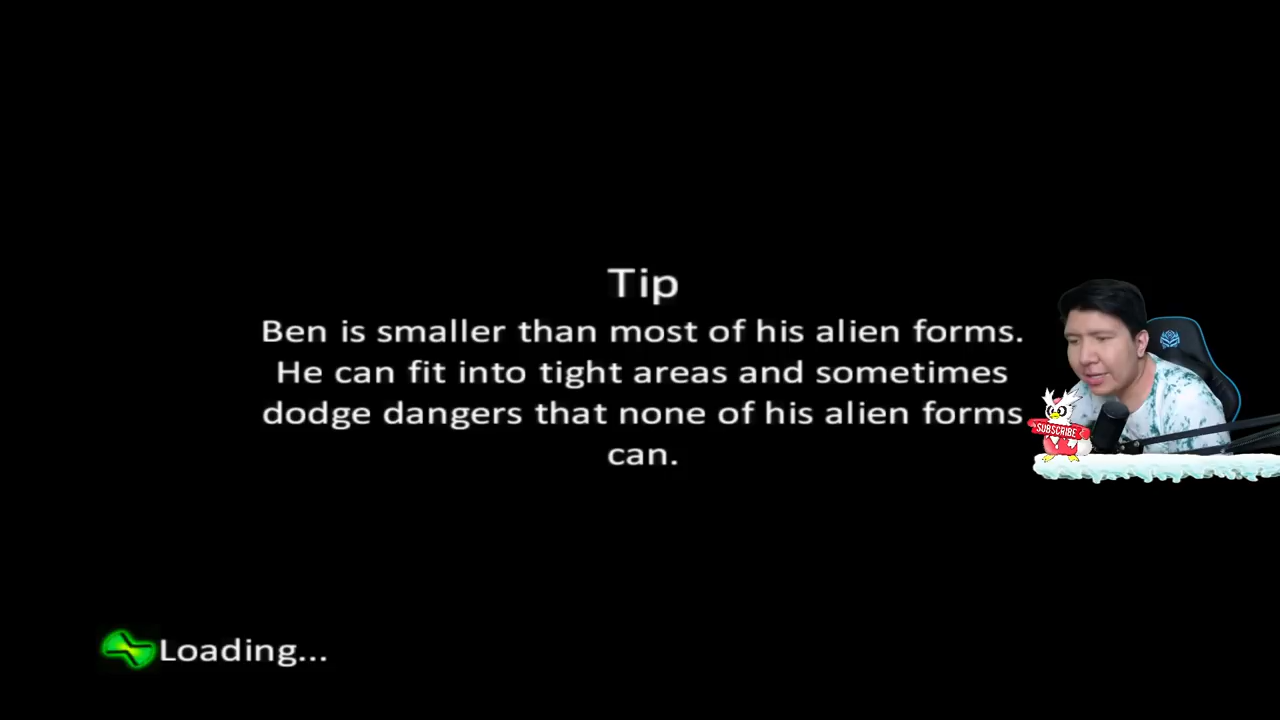 Tip
Ben is smaller than most of his alien forms.
He can fit into tight areas and sometimes
dodge dangers that none of his alien forms
can.
SUBSCRIBE
Loading...